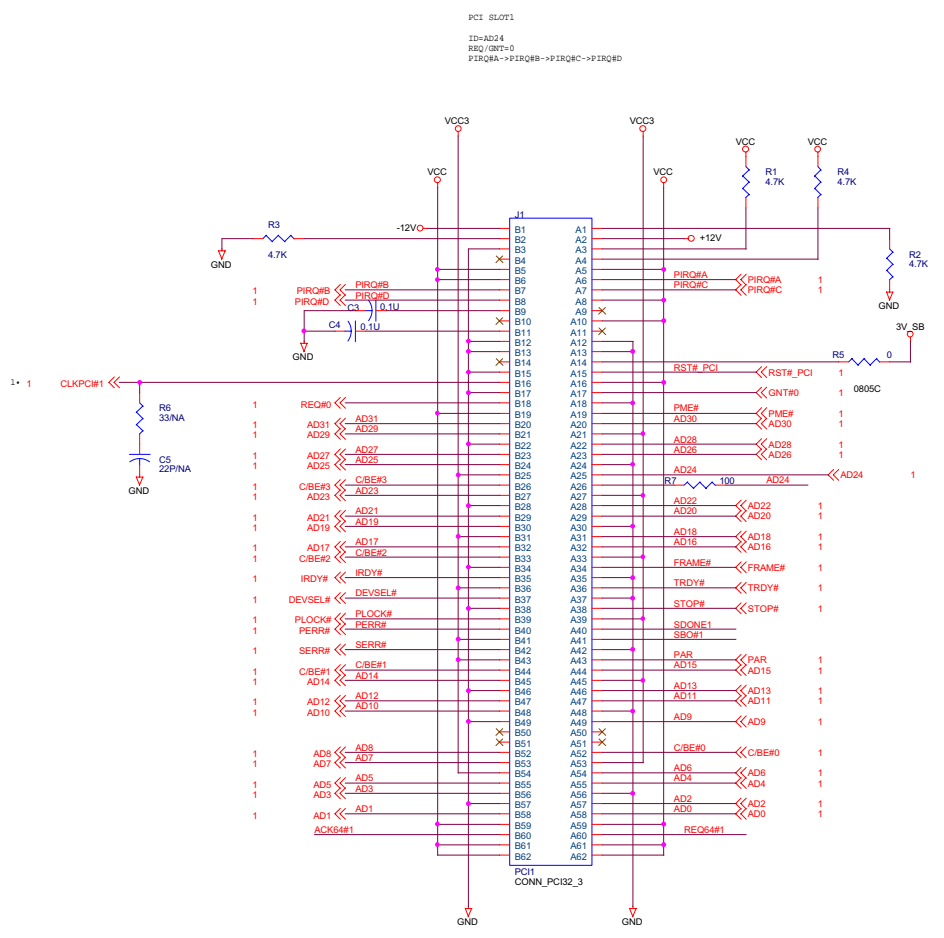 PCI SLOT1
ID=AD24
REQ/GNT=0
PIRQ#A->PIRQ#B->PIRQ#C->PIRQ#D
VCC3 VCC3
VCC VCC
VCC VCC
R1 4.7K
R4 4.7K
J1
R3 4.7K
GND
-12V B1 A1
B2 A2 +12V
B3 A3
B4 A4
R2 4.7K
GND
B5 A5
B6 A6 PIRQ#A PIRQ#A 1
1 PIRQ#B PIRQ#B B7 A7 PIRQ#C PIRQ#C 1
1 PIRQ#D PIRQ#D B8 A8
C3 0.1U B9 A9
B10 A10
C4 0.1U B11 A11
GND
3V_SB
B12 A12
B13 A13
B14 A14 R5 0
0805C
B15 A15 RST#_PCI RST#_PCI 1
1• 1 CLKPCI#1 B16 A16
B17 A17 GNT#0 1
R6 33/NA
C5 22P/NA
GND
1 REQ#0 B18 A18
B19 A19 PME# PME# 1
1 AD31 AD31 B20 A20 AD30 AD30 1
1 AD29 AD29 B21 A21
B22 A22 AD28 AD28 1
1 AD27 AD27 B23 A23 AD26 AD26 1
1 AD25 AD25 B24 A24
B25 A25 AD24 AD24 1
1 C/BE#3 C/BE#3 B26 A26 R7 100 AD24
1 AD23 AD23 B27 A27
B28 A28 AD22 AD22 1
1 AD21 AD21 B29 A29 AD20 AD20 1
1 AD19 AD19 B30 A30
B31 A31 AD18 AD18 1
1 AD17 AD17 B32 A32 AD16 AD16 1
1 C/BE#2 C/BE#2 B33 A33
B34 A34 FRAME# FRAME# 1
1 IRDY# IRDY# B35 A35
B36 A36 TRDY# TRDY# 1
1 DEVSEL# DEVSEL# B37 A37
B38 A38 STOP# STOP# 1
1 PLOCK# PLOCK# B39 A39
1 PERR# PERR# B40 A40 SDONE1
B41 A41 SBO#1
1 SERR# SERR# B42 A42
B43 A43 PAR PAR 1
1 C/BE#1 C/BE#1 B44 A44 AD15 AD15 1
1 AD14 AD14 B45 A45
B46 A46 AD13 AD13 1
1 AD12 AD12 B47 A47 AD11 AD11 1
1 AD10 AD10 B48 A48
B49 A49 AD9 AD9 1
B50 A50
B51 A51
1 AD8 AD8 B52 A52 C/BE#0 C/BE#0 1
1 AD7 AD7 B53 A53
B54 A54 AD6 AD6 1
1 AD5 AD5 B55 A55 AD4 AD4 1
1 AD3 AD3 B56 A56
B57 A57 AD2 AD2 1
1 AD1 AD1 B58 A58 AD0 AD0 1
B59 A59
ACK64#1 B60 A60 REQ64#1
B61 A61
B62 A62
PCI1
CONN_PCI32_3
GND GND